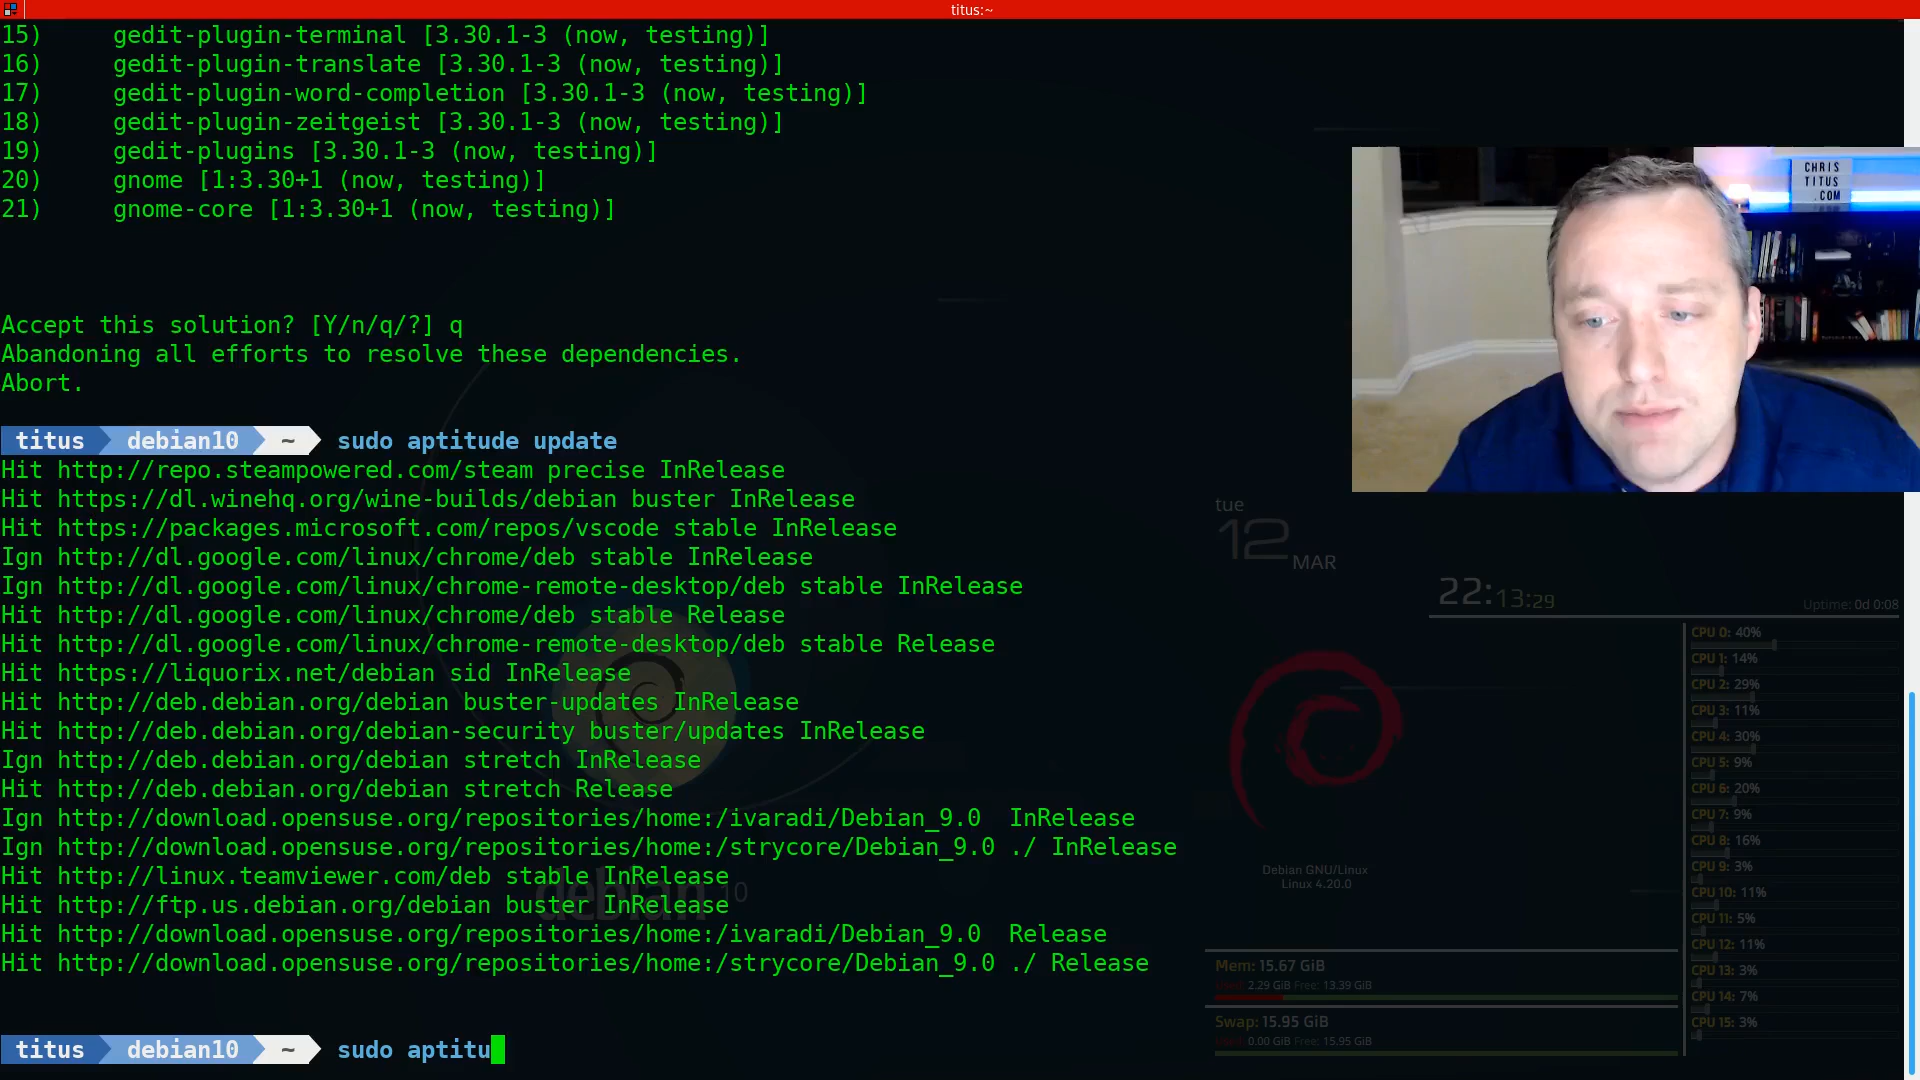 titus:~
15)     gedit-plugin-terminal [3.30.1-3 (now, testing)]
16)     gedit-plugin-translate [3.30.1-3 (now, testing)]
17)     gedit-plugin-word-completion [3.30.1-3 (now, testing)]
18)     gedit-plugin-zeitgeist [3.30.1-3 (now, testing)]
19)     gedit-plugins [3.30.1-3 (now, testing)]
20)     gnome [1:3.30+1 (now, testing)]
21)     gnome-core [1:3.30+1 (now, testing)]
Accept this solution? [Y/n/q/?] q
Abandoning all efforts to resolve these dependencies.
Abort.
titus debian10 ~ sudo aptitude update
Hit http://repo.steampowered.com/steam precise InRelease
Hit https://dl.winehq.org/wine-builds/debian buster InRelease
Hit https://packages.microsoft.com/repos/vscode stable InRelease
Ign http://dl.google.com/linux/chrome/deb stable InRelease
Ign http://dl.google.com/linux/chrome-remote-desktop/deb stable InRelease
Hit http://dl.google.com/linux/chrome/deb stable Release
Hit http://dl.google.com/linux/chrome-remote-desktop/deb stable Release
Hit https://liquorix.net/debian sid InRelease
Hit http://deb.debian.org/debian buster-updates InRelease
Hit http://deb.debian.org/debian-security buster/updates InRelease
Ign http://deb.debian.org/debian stretch InRelease
Hit http://deb.debian.org/debian stretch Release
Ign http://download.opensuse.org/repositories/home:/ivaradi/Debian_9.0  InRelease
Ign http://download.opensuse.org/repositories/home:/strycore/Debian_9.0 ./ InRelease
Hit http://linux.teamviewer.com/deb stable InRelease
Hit http://ftp.us.debian.org/debian buster InRelease
Hit http://download.opensuse.org/repositories/home:/ivaradi/Debian_9.0  Release
Hit http://download.opensuse.org/repositories/home:/strycore/Debian_9.0 ./ Release
titus debian10 ~ sudo aptitu
debian 10
CHRIS
TITUS
.COM
tue
12 MAR
22:13:29
Uptime: 0d 0:08
CPU 0: 40%
CPU 1: 14%
CPU 2: 29%
CPU 3: 11%
CPU 4: 30%
CPU 5: 9%
CPU 6: 20%
CPU 7: 9%
CPU 8: 16%
CPU 9: 3%
CPU 10: 11%
CPU 11: 5%
CPU 12: 11%
CPU 13: 3%
CPU 14: 7%
CPU 15: 3%
Debian GNU/Linux
Linux 4.20.0
Mem: 15.67 GiB
Used: 2.29 GiB Free: 13.39 GiB
Swap: 15.95 GiB
Used: 0.00 GiB Free: 15.95 GiB